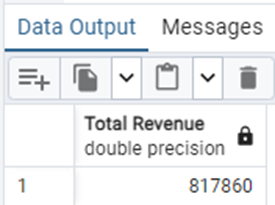 Data Output Messages
Total Revenue
double precision
1 817860